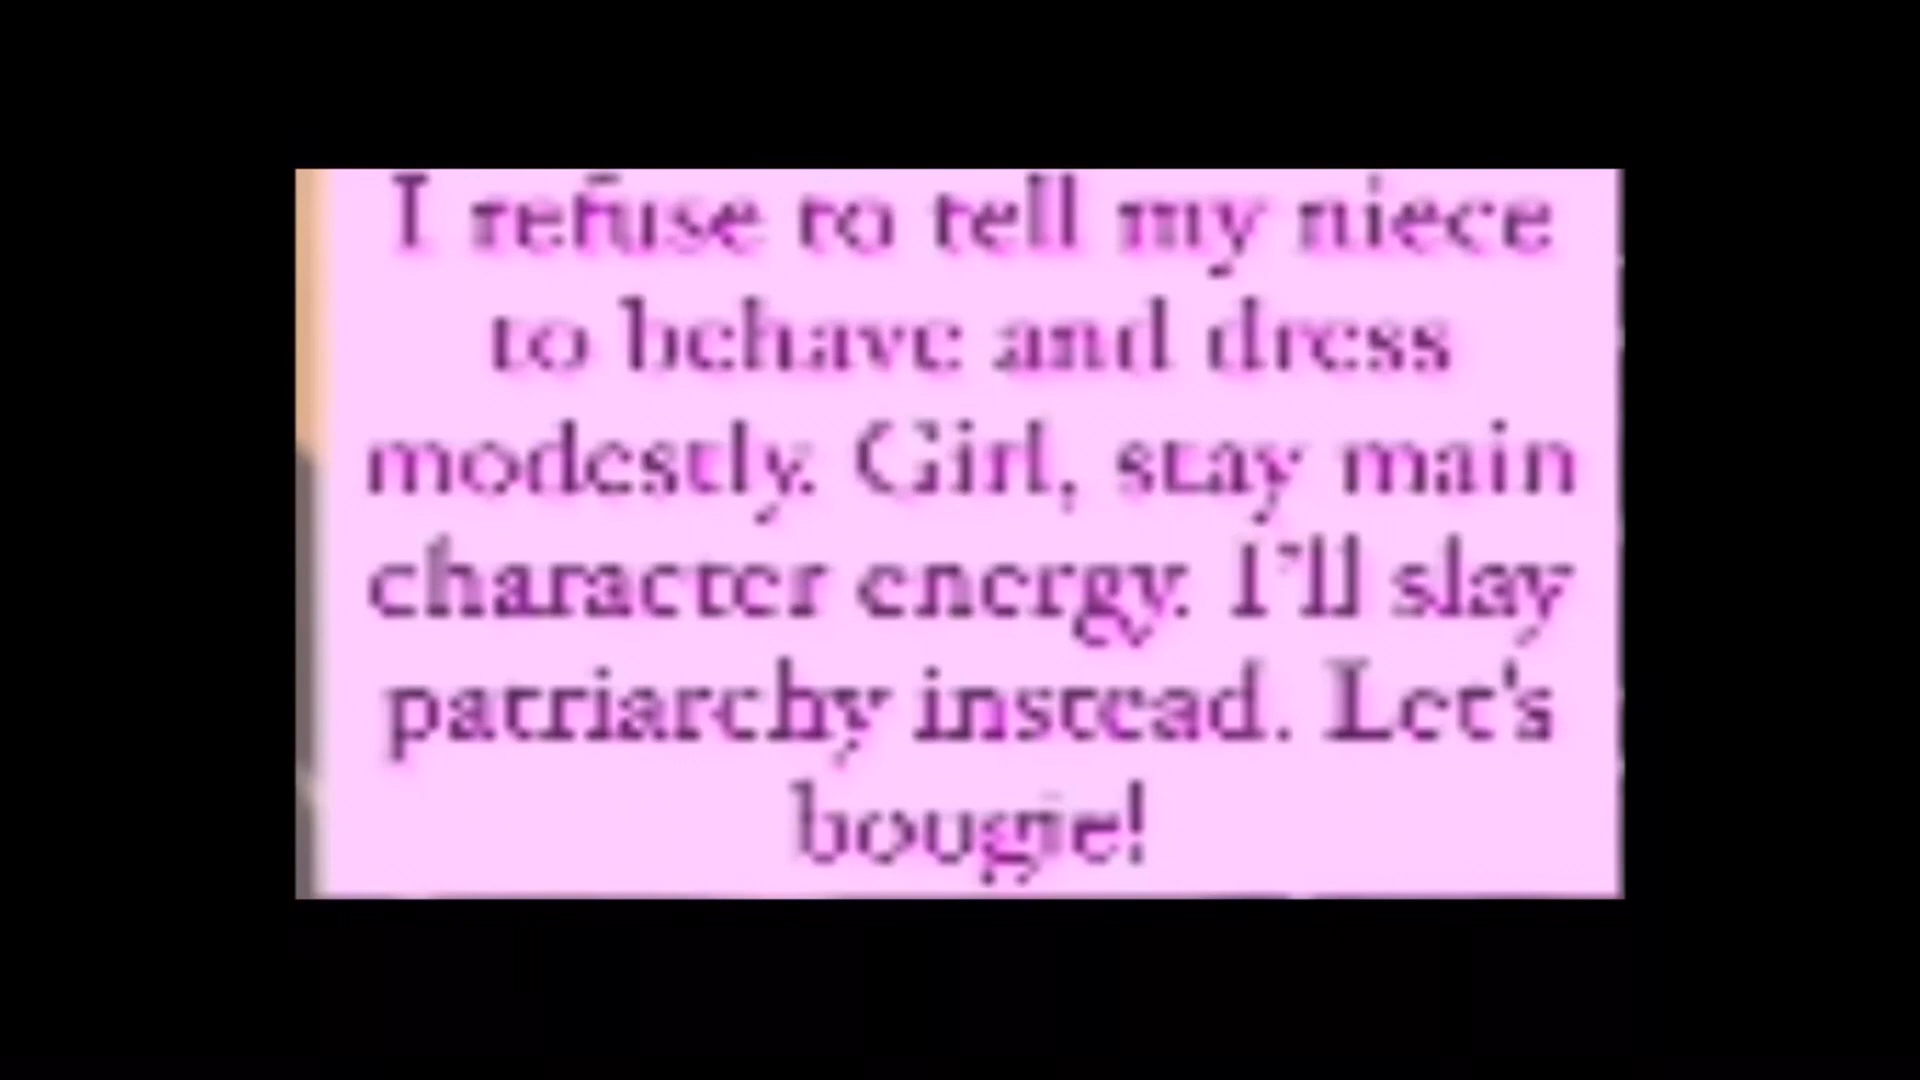 I refuse to tell my niece
to behave and dress
modestly. Girl, stay main
character energy. I'll slay
patriarchy instead. Let's
bougie!